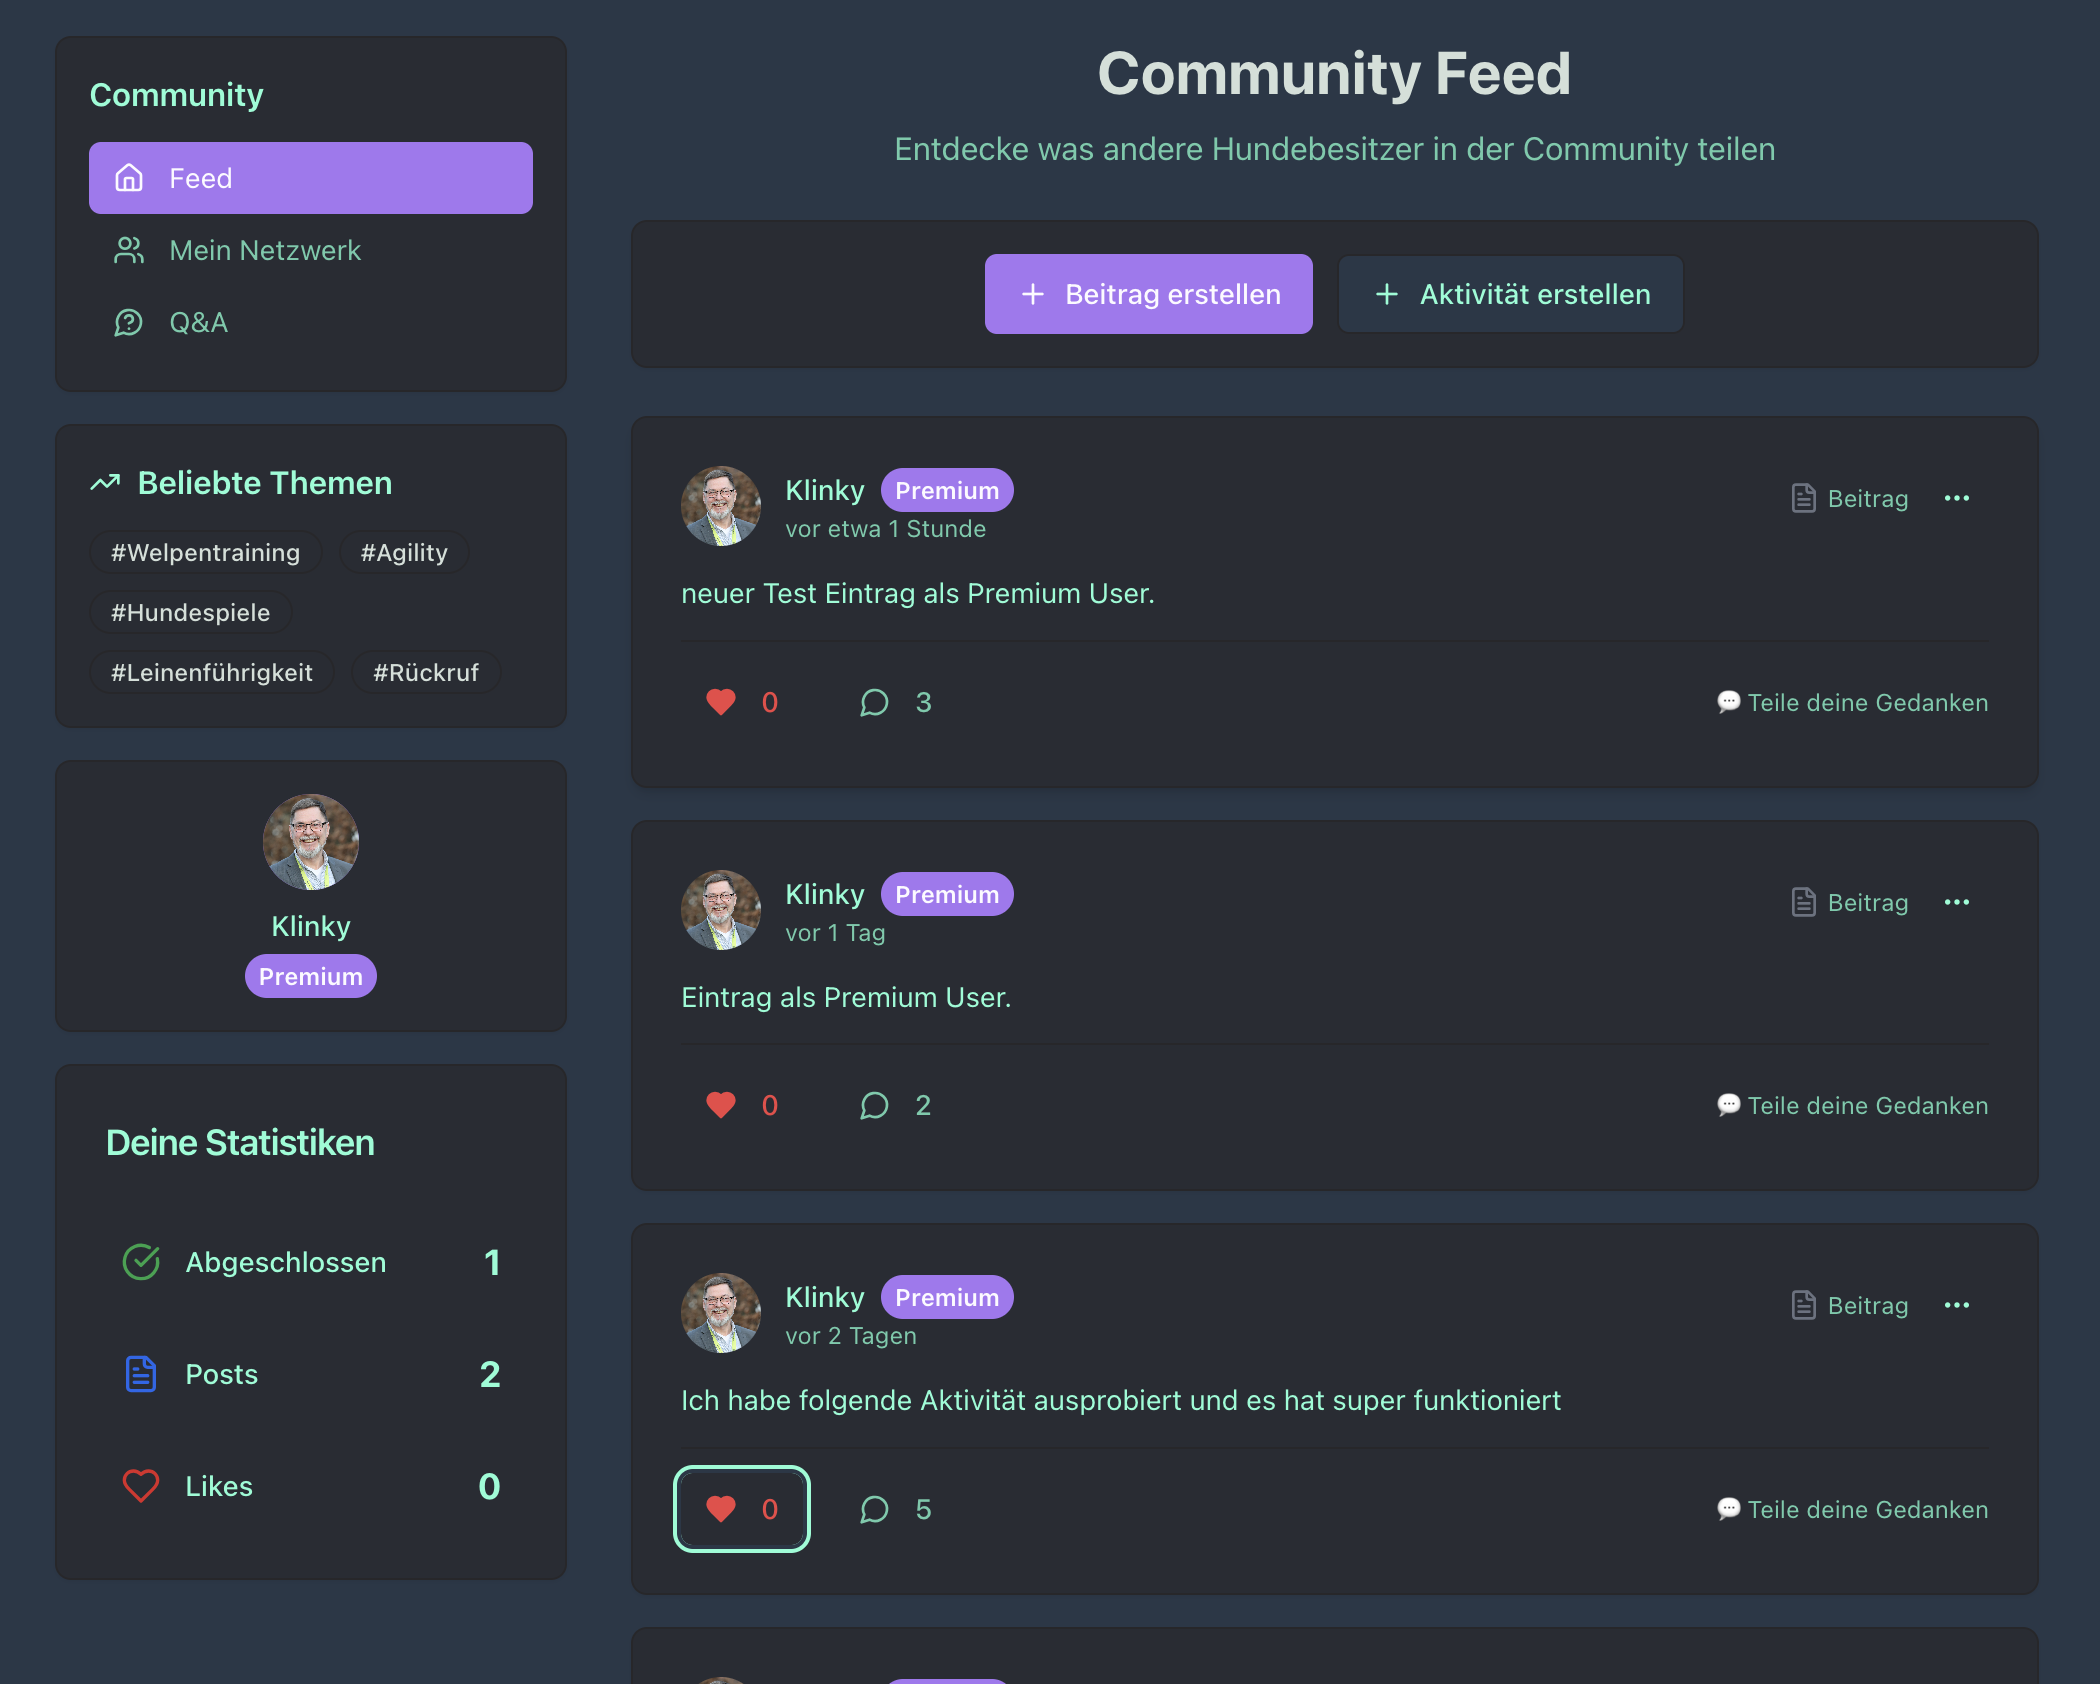 Community
Feed
Mein Netzwerk
Q&A
Beliebte Themen
#Welpentraining #Agility
#Hundespiele
#Leinenführigkeit #Rückruf
Klinky
Premium
Deine Statistiken
Abgeschlossen 1
Posts 2
Likes 0
Community Feed
Entdecke was andere Hundebesitzer in der Community teilen
+ Beitrag erstellen + Aktivität erstellen
Klinky Premium
vor etwa 1 Stunde
Beitrag ...
neuer Test Eintrag als Premium User.
0 3 Teile deine Gedanken
Klinky Premium
vor 1 Tag
Beitrag ...
Eintrag als Premium User.
0 2 Teile deine Gedanken
Klinky Premium
vor 2 Tagen
Beitrag ...
Ich habe folgende Aktivität ausprobiert und es hat super funktioniert
0 5 Teile deine Gedanken